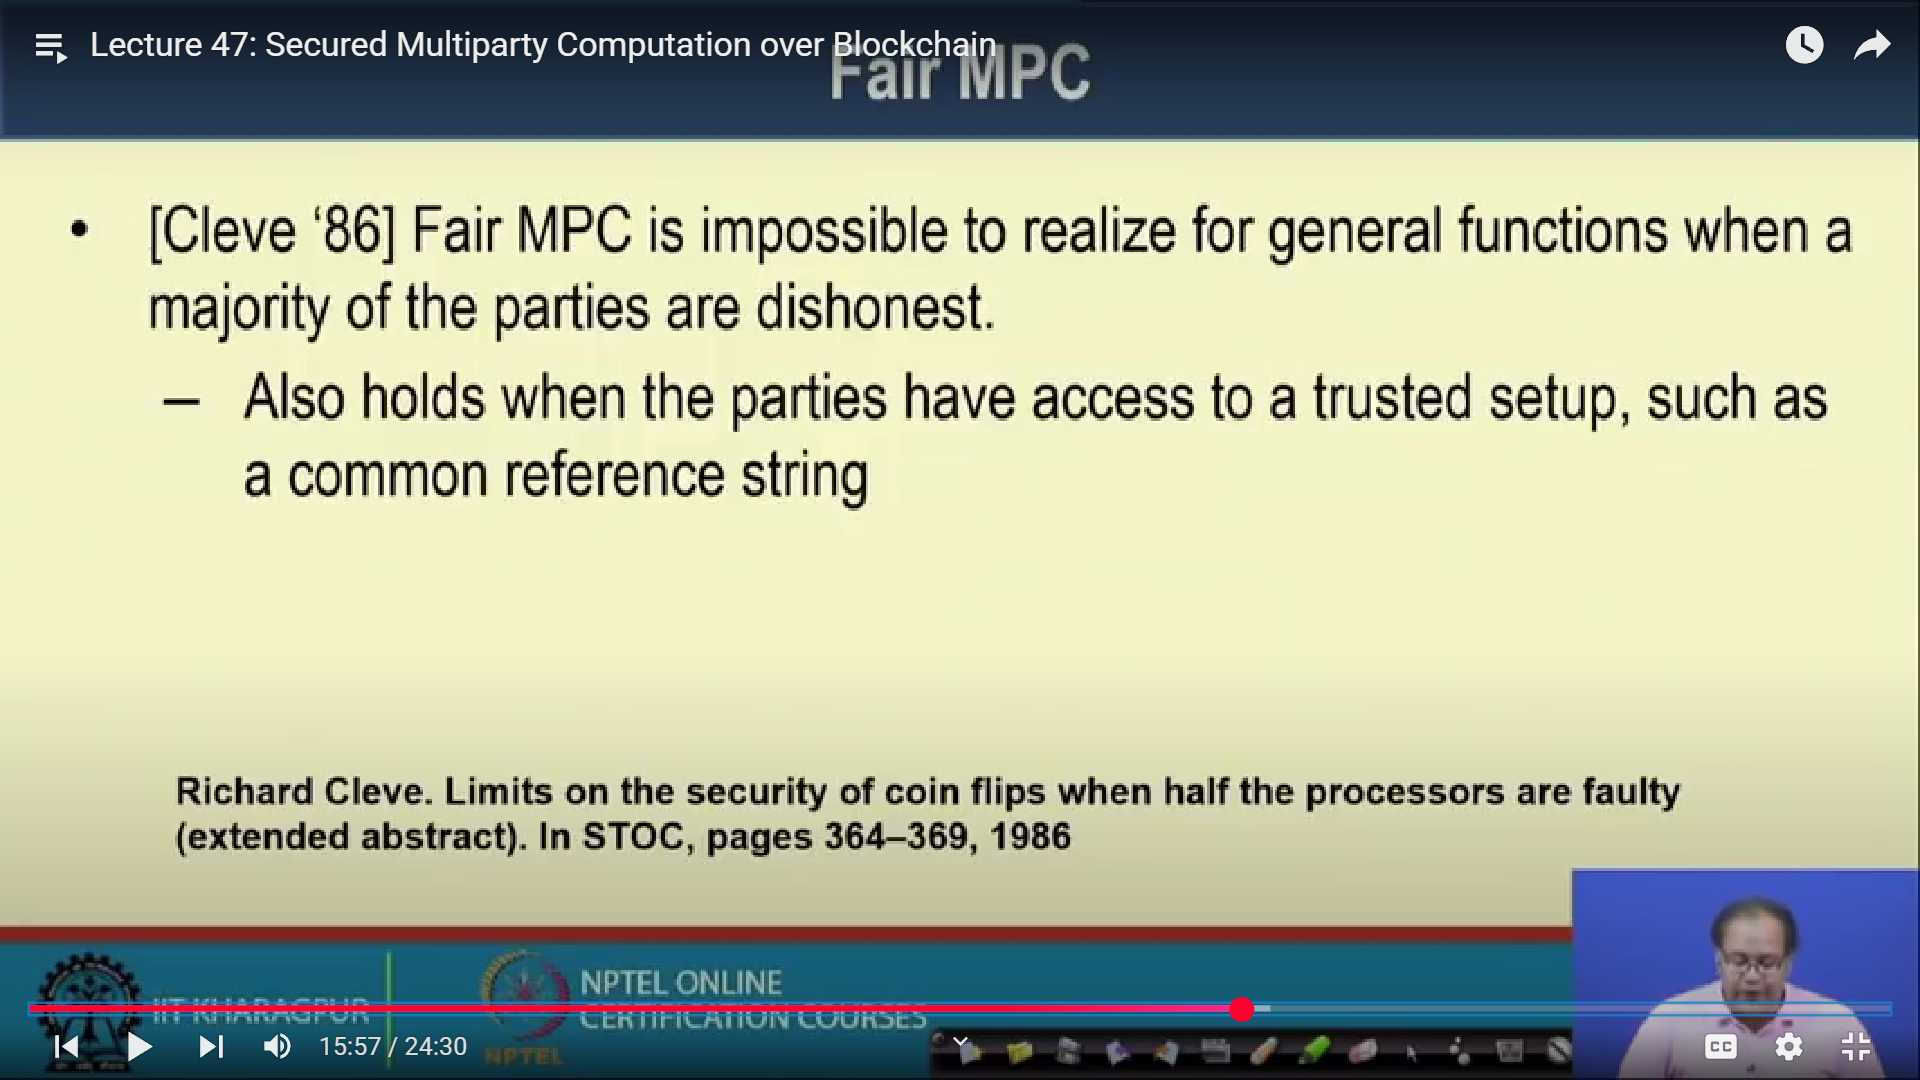 Lecture 47: Secured Multiparty Computation over Blockchain
Fair MPC
• [Cleve ‘86] Fair MPC is impossible to realize for general functions when a
majority of the parties are dishonest.
– Also holds when the parties have access to a trusted setup, such as
a common reference string
Richard Cleve. Limits on the security of coin flips when half the processors are faulty
(extended abstract). In STOC, pages 364–369, 1986
IIT KHARAGPUR
NPTEL
NPTEL ONLINE
CERTIFICATION COURSES
15:57 / 24:30
CC